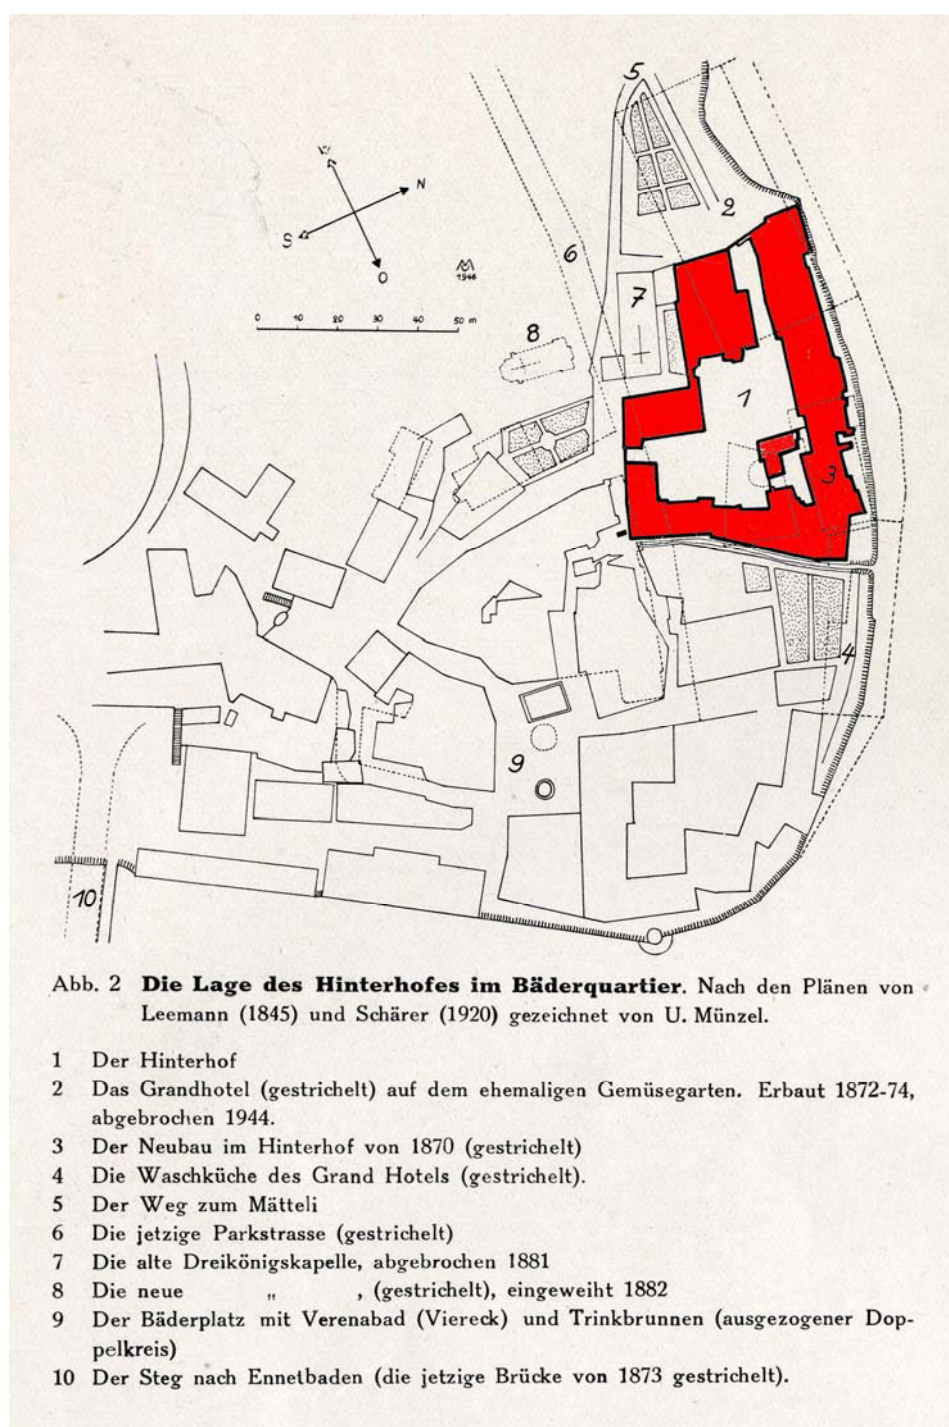 5
2
W
N
S
O
1946
6
7
8
0 10 20 30 40 50 m
1
3
4
9
10
Abb. 2 Die Lage des Hinterhofes im Bäderquartier. Nach den Plänen von
Leemann (1845) und Schärer (1920) gezeichnet von U. Münzel.
1 Der Hinterhof
2 Das Grandhotel (gestrichelt) auf dem ehemaligen Gemüsegarten. Erbaut 1872-74,
abgebrochen 1944.
3 Der Neubau im Hinterhof von 1870 (gestrichelt)
4 Die Waschküche des Grand Hotels (gestrichelt).
5 Der Weg zum Mätteli
6 Die jetzige Parkstrasse (gestrichelt)
7 Die alte Dreikönigskapelle, abgebrochen 1881
8 Die neue „ , (gestrichelt), eingeweiht 1882
9 Der Bäderplatz mit Verenabad (Viereck) und Trinkbrunnen (ausgezogener Dop-
pelkreis)
10 Der Steg nach Ennetbaden (die jetzige Brücke von 1873 gestrichelt).